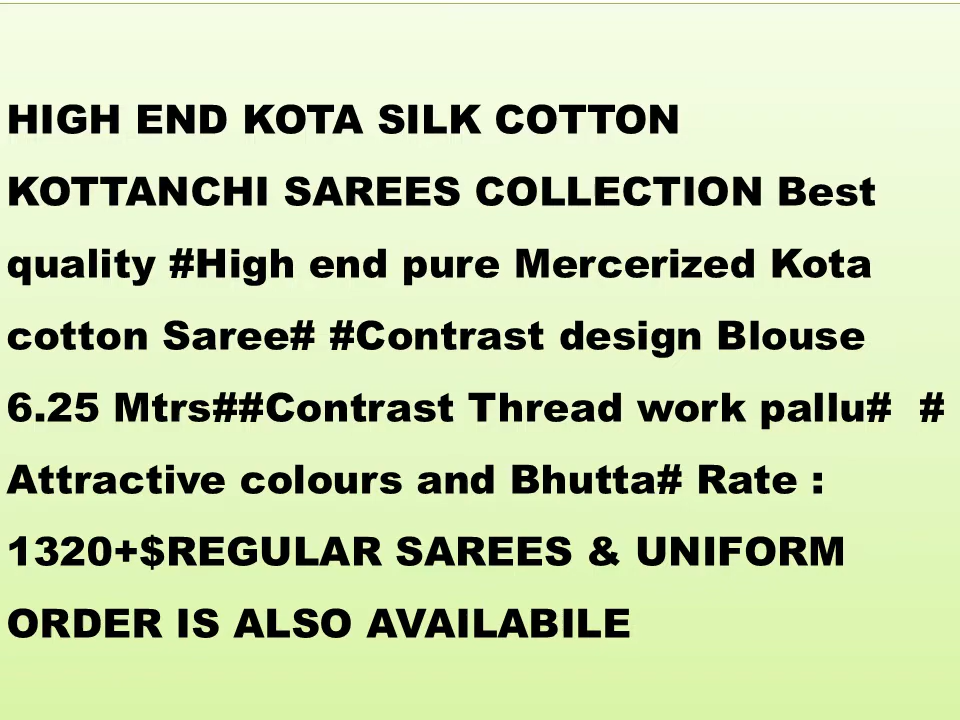 HIGH END KOTA SILK COTTON
KOTTANCHI SAREES COLLECTION Best
quality #High end pure Mercerized Kota
cotton Saree# #Contrast design Blouse
6.25 Mtrs##Contrast Thread work pallu#  #
Attractive colours and Bhutta# Rate :
1320+$REGULAR SAREES & UNIFORM
ORDER IS ALSO AVAILABILE